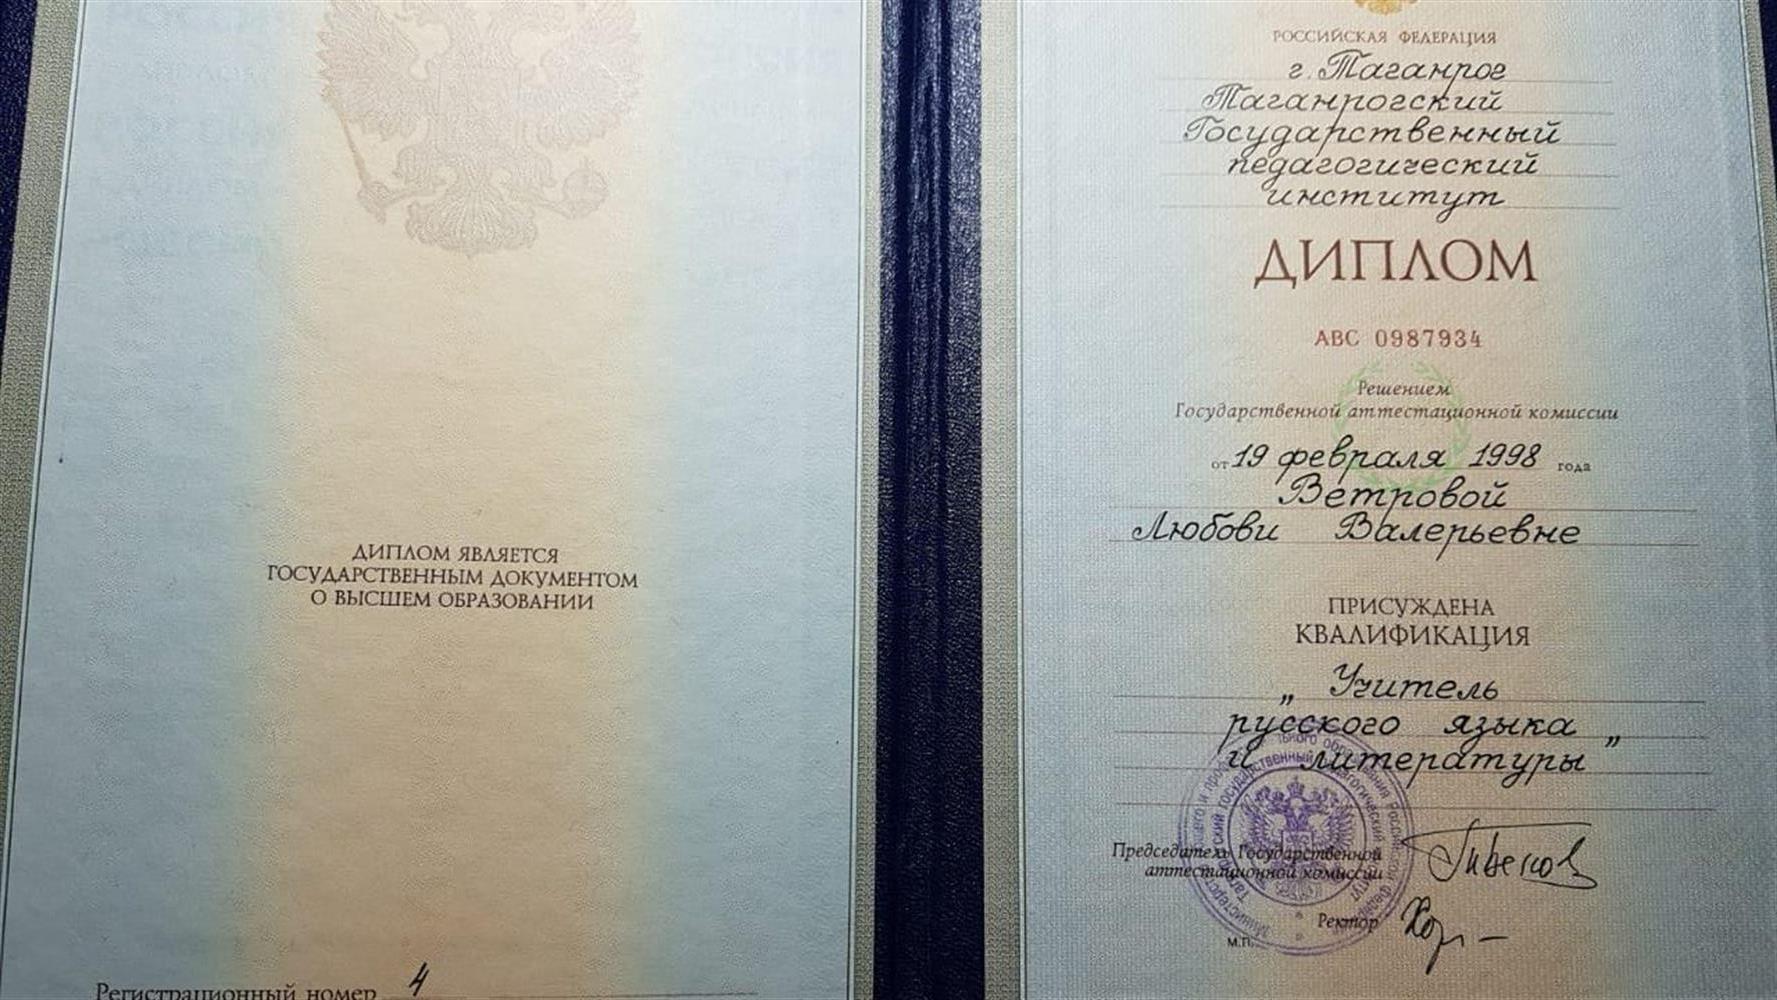 ДИПЛОМ ЯВЛЯЕТСЯ
ГОСУДАРСТВЕННЫМ ДОКУМЕНТОМ
О ВЫСШЕМ ОБРАЗОВАНИИ
Регистрационный номер 4
РОССИЙСКАЯ ФЕДЕРАЦИЯ
г. Таганрог
Таганрогский
Государственный
педагогический
институт
ДИПЛОМ
АВС 0987934
Решением
Государственной аттестационной комиссии
от 19 февраля 1998 года
Ветровой
Любови Валерьевне
ПРИСУЖДЕНА
КВАЛИФИКАЦИЯ
„ Учитель
русского языка
и литературы „
Председатель Государственной
аттестационной комиссии
Ректор
М.П.